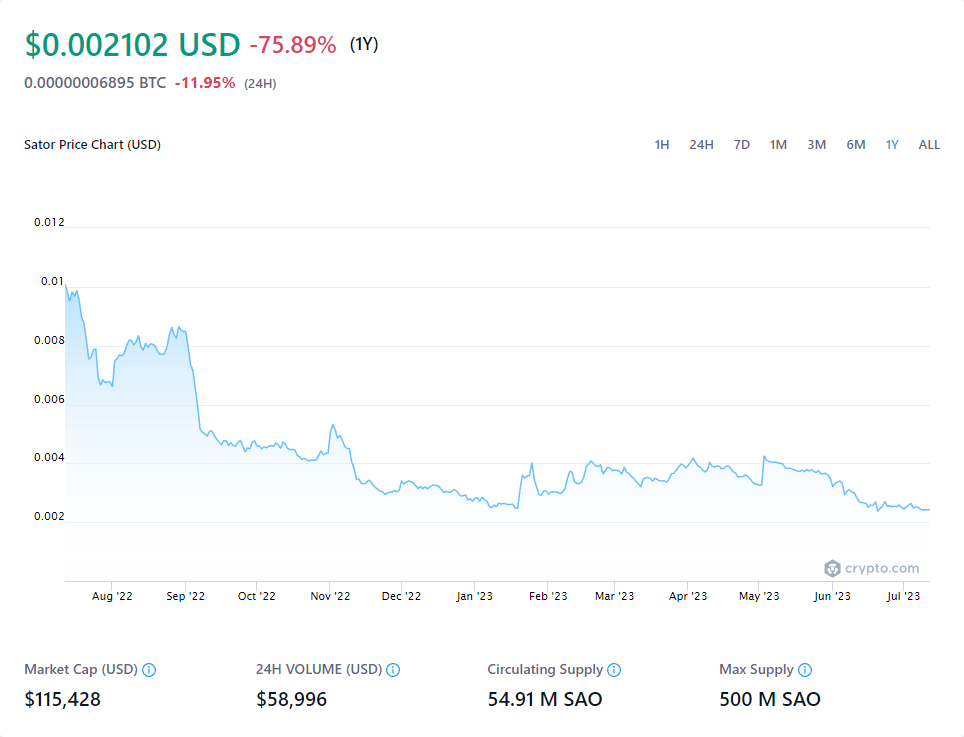 $0.002102 USD -75.89% (1Y)
0.00000006895 BTC -11.95% (24H)
Sator Price Chart (USD) 1H 24H 7D 1M 3M 6M 1Y ALL
0.012
0.01
0.008
0.006
0.004
0.002
crypto.com
Aug '22 Sep '22 Oct '22 Nov '22 Dec '22 Jan '23 Feb '23 Mar '23 Apr '23 May '23 Jun '23 Jul '23
Market Cap (USD) 24H VOLUME (USD) Circulating Supply Max Supply
$115,428 $58,996 54.91 M SAO 500 M SAO